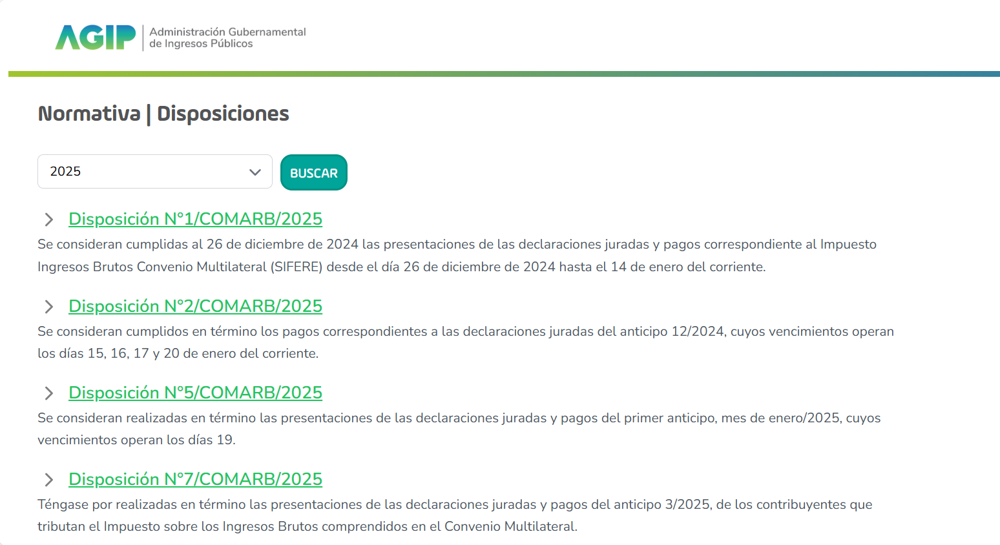 AGIP
Administración Gubernamental
de Ingresos Públicos
Normativa | Disposiciones
2025
BUSCAR
Disposición N°1/COMARB/2025
Se consideran cumplidas al 26 de diciembre de 2024 las presentaciones de las declaraciones juradas y pagos correspondiente al Impuesto
Ingresos Brutos Convenio Multilateral (SIFERE) desde el día 26 de diciembre de 2024 hasta el 14 de enero del corriente.
Disposición N°2/COMARB/2025
Se consideran cumplidos en término los pagos correspondientes a las declaraciones juradas del anticipo 12/2024, cuyos vencimientos operan
los días 15, 16, 17 y 20 de enero del corriente.
Disposición N°5/COMARB/2025
Se consideran realizadas en término las presentaciones de las declaraciones juradas y pagos del primer anticipo, mes de enero/2025, cuyos
vencimientos operan los días 19.
Disposición N°7/COMARB/2025
Téngase por realizadas en término las presentaciones de las declaraciones juradas y pagos del anticipo 3/2025, de los contribuyentes que
tributan el Impuesto sobre los Ingresos Brutos comprendidos en el Convenio Multilateral.